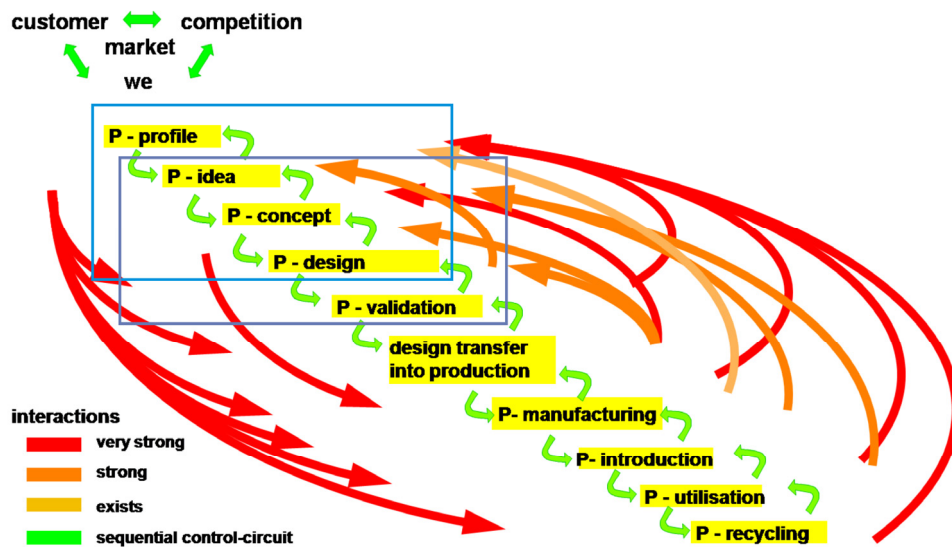 customer competition
market
we
P - profile
P - idea
P - concept
P - design
P - validation
design transfer
into production
P- manufacturing
P- introduction
P - utilisation
P - recycling
interactions
very strong
strong
exists
sequential control-circuit